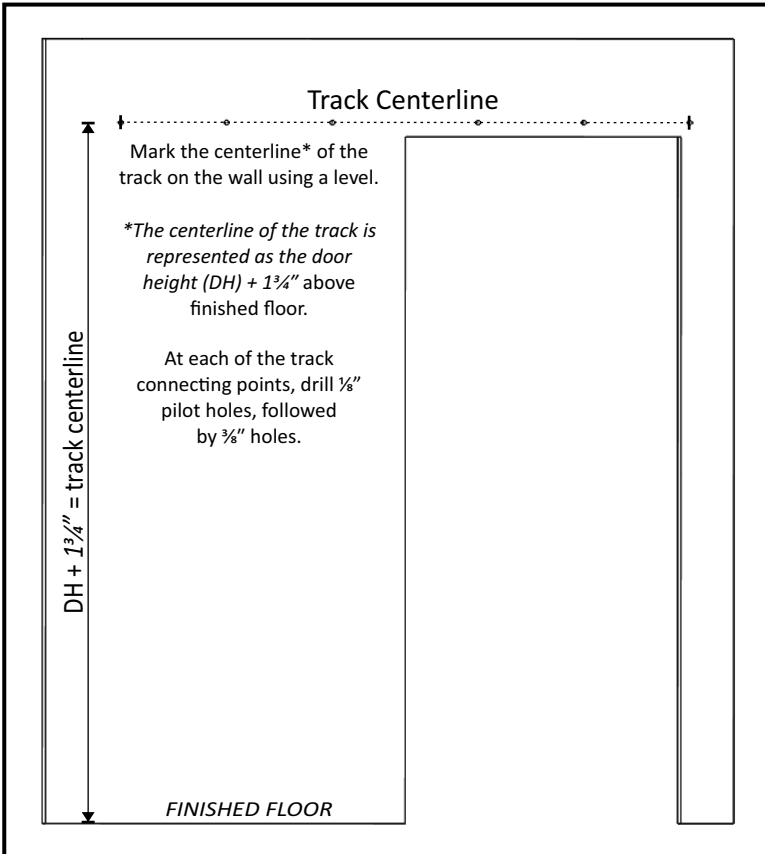 Track Centerline
Mark the centerline* of the
track on the wall using a level.
*The centerline of the track is
represented as the door
height (DH) + 1¾” above
finished floor.
At each of the track
connecting points, drill ⅛”
pilot holes, followed
by ⅜” holes.
DH + 1¾” = track centerline
FINISHED FLOOR